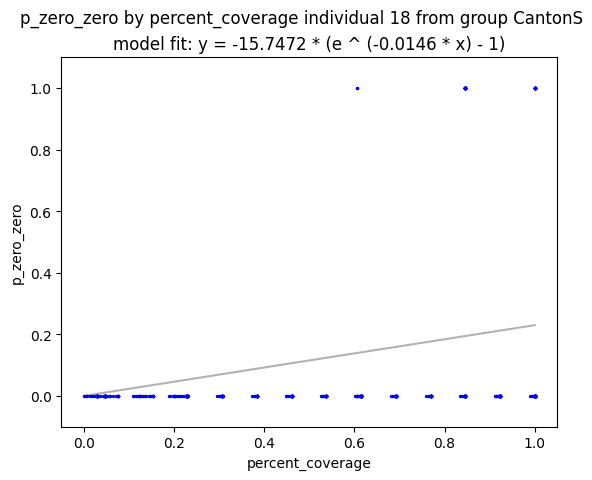 p_zero_zero by percent_coverage individual 18 from group CantonS
model fit: y = -15.7472 * (e ^ (-0.0146 * x) - 1)
1.0
0.8
0.6
0.4
0.2
0.0
p_zero_zero
0.0 0.2 0.4 0.6 0.8 1.0
percent_coverage